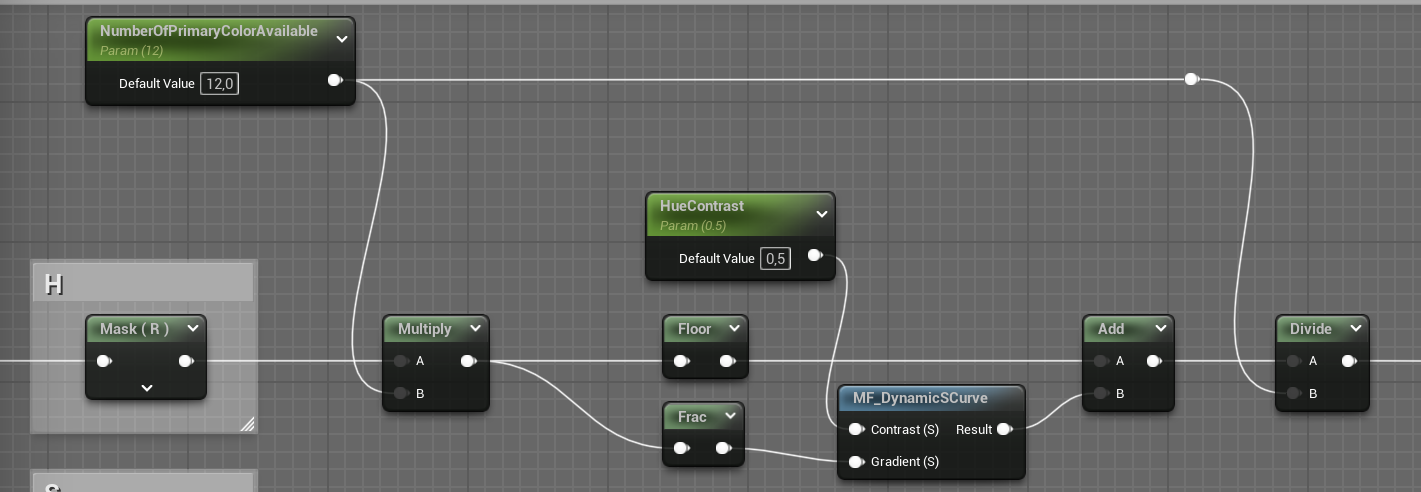 NumberOfPrimaryColorAvailable
Param (12)
Default Value 12,0
HueContrast
Param (0.5)
Default Value 0,5
H
Mask ( R )
Multiply
A
B
Floor
Frac
MF_DynamicSCurve
Contrast (S) Result
Gradient (S)
Add
A
B
Divide
A
B